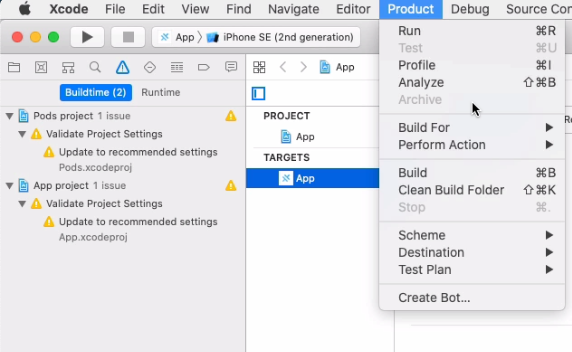 Xcode File Edit View Find Navigate Editor Product Debug Source Con
App iPhone SE (2nd generation)
App
Buildtime (2) Runtime
Pods project 1 issue
Validate Project Settings
Update to recommended settings
Pods.xcodeproj
App project 1 issue
Validate Project Settings
Update to recommended settings
App.xcodeproj
PROJECT
App
TARGETS
App
Run ⌘R
Test ⌘U
Profile ⌘I
Analyze ⇧⌘B
Archive
Build For
Perform Action
Build ⌘B
Clean Build Folder ⇧⌘K
Stop ⌘.
Scheme
Destination
Test Plan
Create Bot...
Re